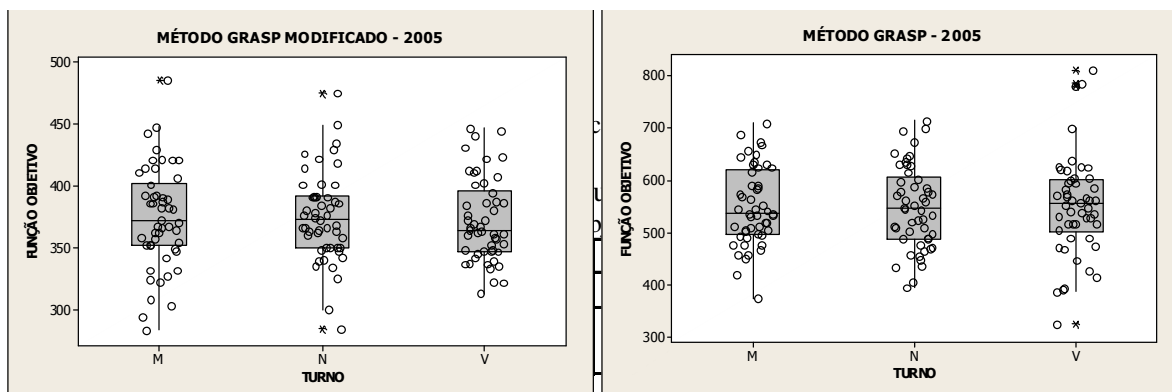 MÉTODO GRASP MODIFICADO - 2005
FUNÇÃO OBJETIVO
500
450
400
350
300
M
N
V
TURNO
c
u
b
MÉTODO GRASP - 2005
FUNÇÃO OBJETIVO
800
700
600
500
400
300
M
N
V
TURNO